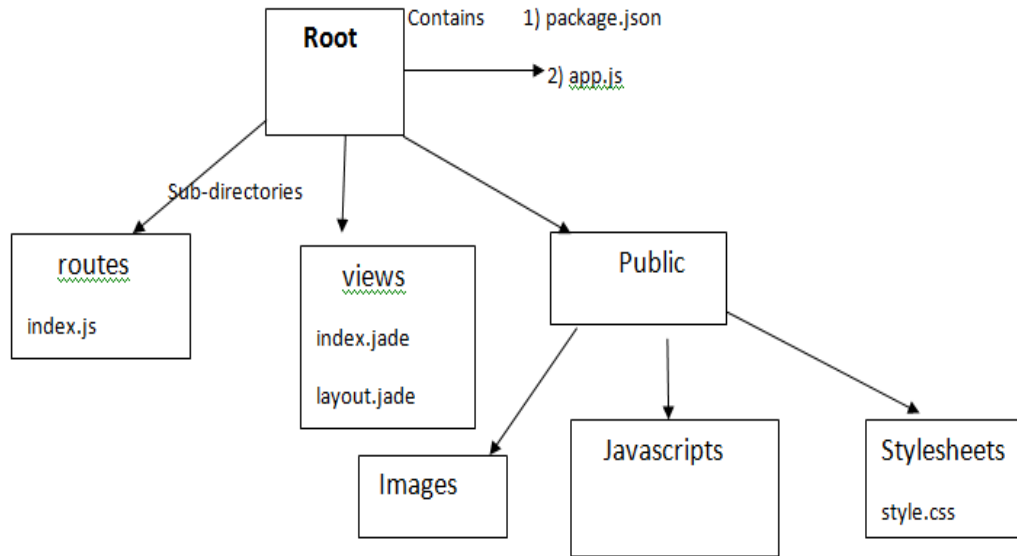 Root
Contains 1) package.json
2) app.js
Sub-directories
routes
index.js
views
index.jade
layout.jade
Public
Images
Javascripts
Stylesheets
style.css